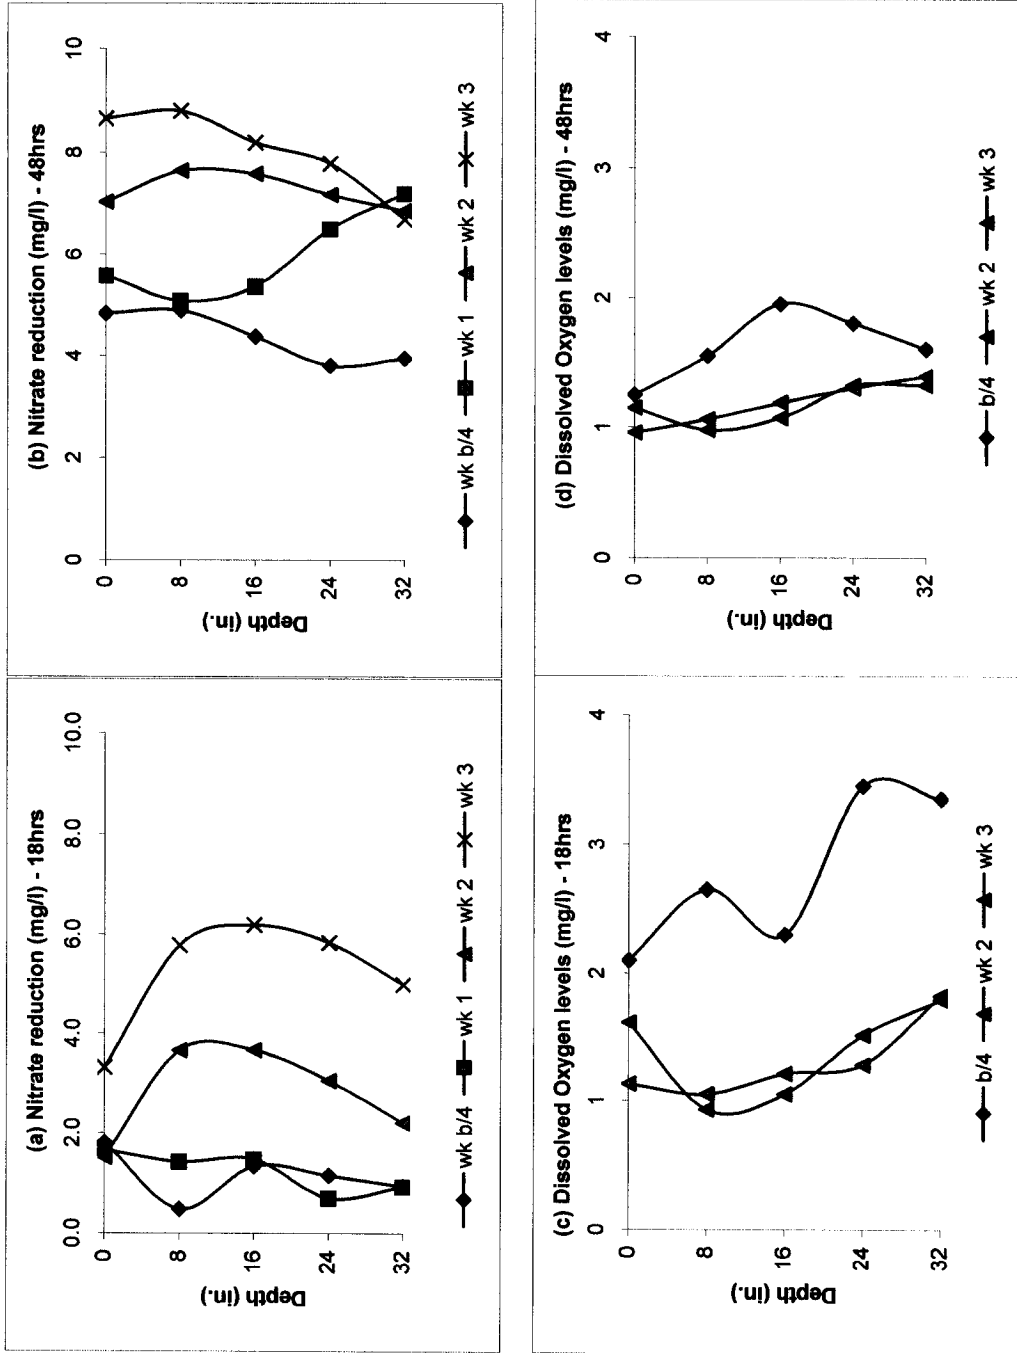 (a) Nitrate reduction (mg/l) - 18hrs
0.0 2.0 4.0 6.0 8.0 10.0
0
8
16
24
32
Depth (in.)
wk b/4 wk 1 wk 2 wk 3
(b) Nitrate reduction (mg/l) - 48hrs
0 2 4 6 8 10
0
8
16
24
32
Depth (in.)
wk b/4 wk 1 wk 2 wk 3
(c) Dissolved Oxygen levels (mg/l) - 18hrs
0 1 2 3 4
0
8
16
24
32
Depth (in.)
b/4 wk 2 wk 3
(d) Dissolved Oxygen levels (mg/l) - 48hrs
0 1 2 3 4
0
8
16
24
32
Depth (in.)
b/4 wk 2 wk 3